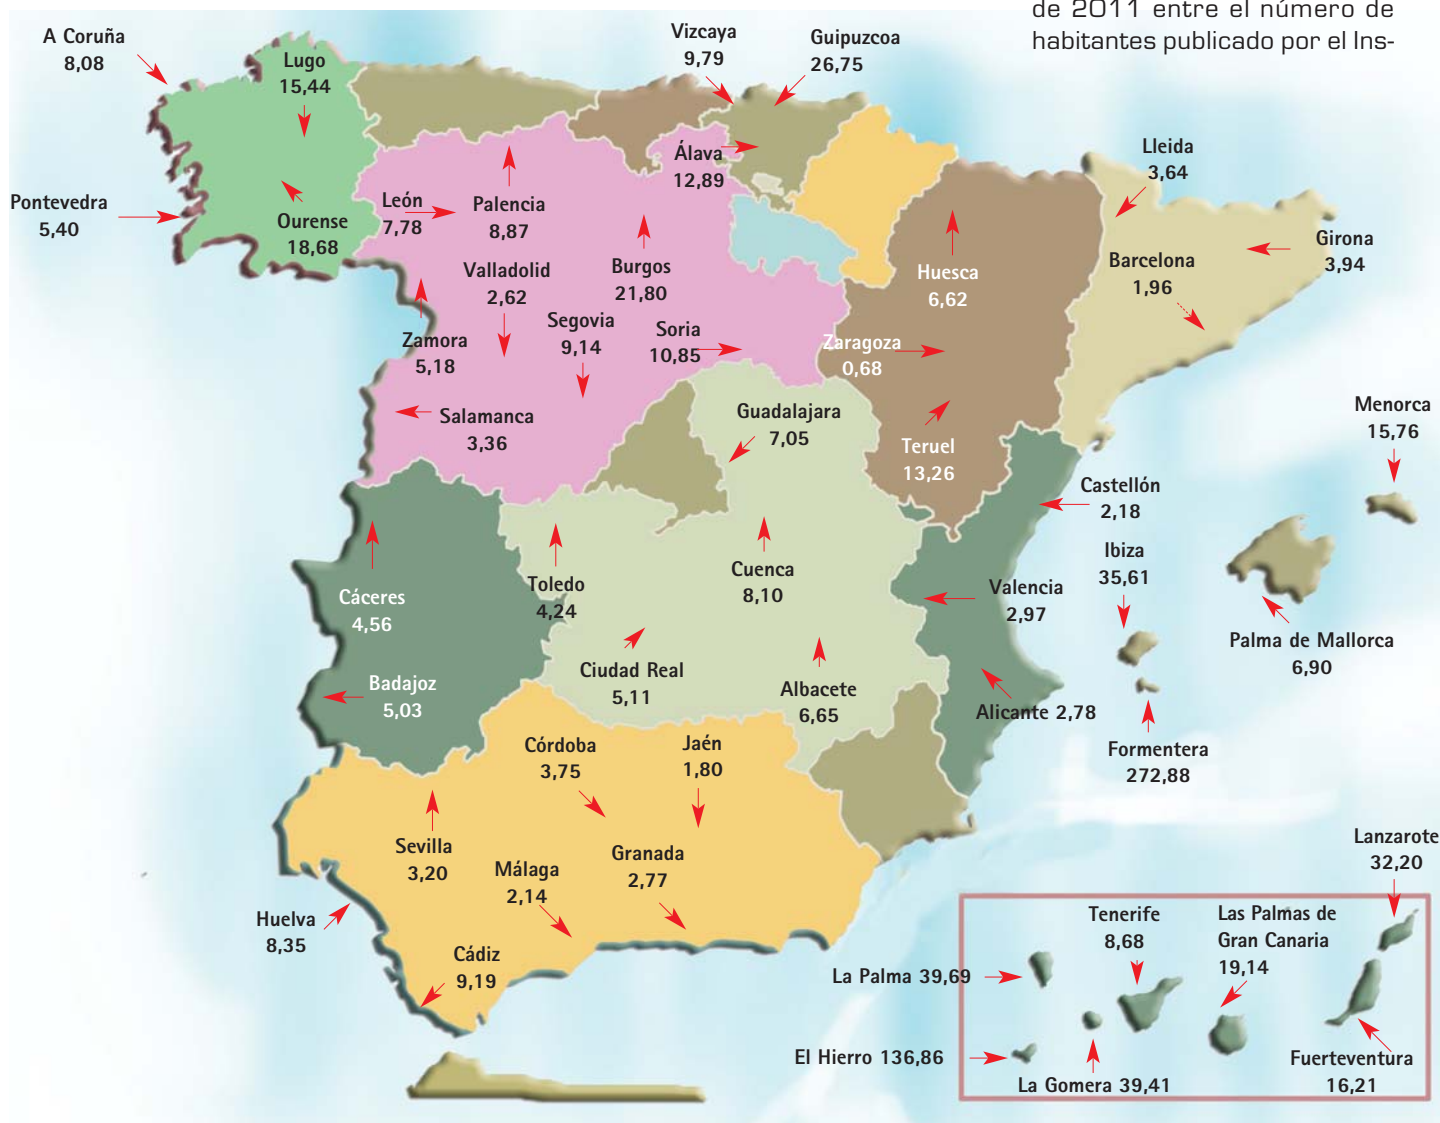 de 2011 entre el número de
habitantes publicado por el Ins-
A Coruña
8,08
Lugo
15,44
Vizcaya
9,79
Guipuzcoa
26,75
Álava
12,89
Lleida
3,64
Pontevedra
5,40
Ourense
18,68
León
7,78
Palencia
8,87
Burgos
21,80
Huesca
6,62
Barcelona
1,96
Girona
3,94
Valladolid
2,62
Zamora
5,18
Segovia
9,14
Soria
10,85
Zaragoza
0,68
Salamanca
3,36
Guadalajara
7,05
Teruel
13,26
Menorca
15,76
Castellón
2,18
Ibiza
35,61
Cáceres
4,56
Toledo
4,24
Cuenca
8,10
Valencia
2,97
Palma de Mallorca
6,90
Badajoz
5,03
Ciudad Real
5,11
Albacete
6,65
Alicante 2,78
Formentera
272,88
Córdoba
3,75
Jaén
1,80
Sevilla
3,20
Málaga
2,14
Granada
2,77
Huelva
8,35
Cádiz
9,19
Lanzarote
32,20
Tenerife
8,68
Las Palmas de
Gran Canaria
19,14
La Palma 39,69
El Hierro 136,86
La Gomera 39,41
Fuerteventura
16,21